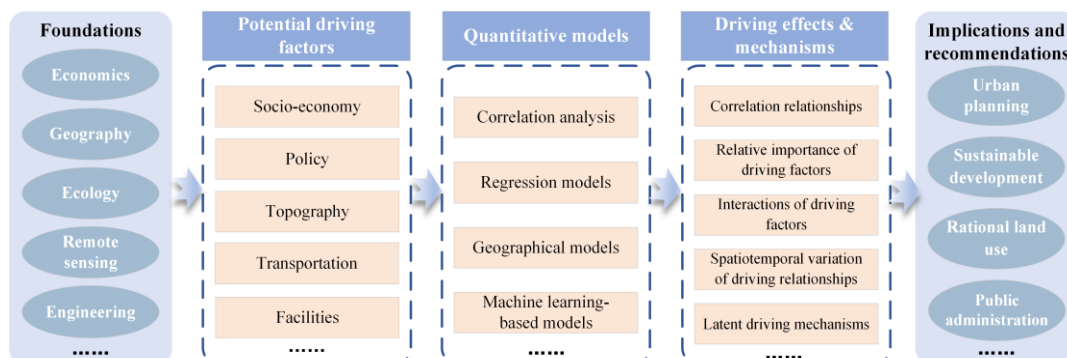 Foundations
Economics
Geography
Ecology
Remote
sensing
Engineering
......
Potential driving
factors
Socio-economy
Policy
Topography
Transportation
Facilities
......
Quantitative models
Correlation analysis
Regression models
Geographical models
Machine learning-
based models
......
Driving effects &
mechanisms
Correlation relationships
Relative importance of
driving factors
Interactions of driving
factors
Spatiotemporal variation
of driving relationships
Latent driving mechanisms
......
Implications and
recommendations
Urban
planning
Sustainable
development
Rational land
use
Public
administration
......